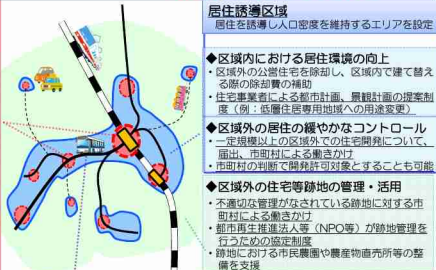 居住誘導区域
居住を誘導し人口密度を維持するエリアを設定
◆区域内における居住環境の向上
・区域外の公営住宅を除却し、区域内で建て替え
る際の除却費の補助
・住宅事業者による都市計画、景観計画の提案制
度（例：低層住居専用地域への用途変更）
◆区域外の居住の緩やかなコントロール
・一定規模以上の区域外での住宅開発について、
届出、市町村による働きかけ
・市町村の判断で開発許可対象とすることも可能
◆区域外の住宅等跡地の管理・活用
・不適切な管理がなされている跡地に対する市
町村による働きかけ
・都市再生推進法人等（NPO等）が跡地管理を
行うための協定制度
・跡地における市民農園や農産物直売所等の整
備を支援